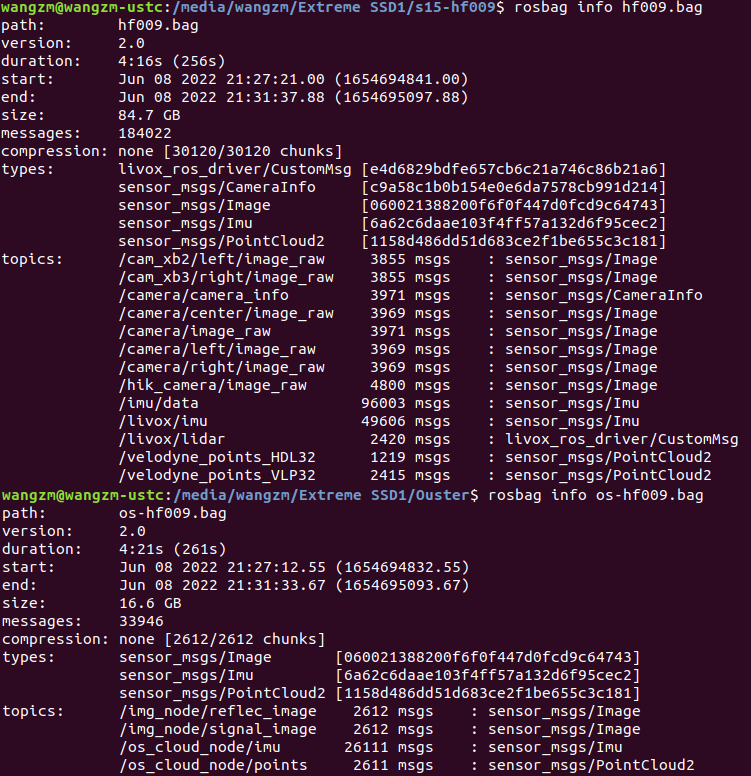 wangzm@wangzm-ustc:/media/wangzm/Extreme SSD1/s15-hf009$ rosbag info hf009.bag
path:        hf009.bag
version:     2.0
duration:    4:16s (256s)
start:       Jun 08 2022 21:27:21.00 (1654694841.00)
end:         Jun 08 2022 21:31:37.88 (1654695097.88)
size:        84.7 GB
messages:    184022
compression: none [30120/30120 chunks]
types:       livox_ros_driver/CustomMsg [e4d6829bdfe657cb6c21a746c86b21a6]
             sensor_msgs/CameraInfo     [c9a58c1b0b154e0e6da7578cb991d214]
             sensor_msgs/Image          [060021388200f6f0f447d0fcd9c64743]
             sensor_msgs/Imu            [6a62c6daae103f4ff57a132d6f95cec2]
             sensor_msgs/PointCloud2    [1158d486dd51d683ce2f1be655c3c181]
topics:      /cam_xb2/left/image_raw     3855 msgs    : sensor_msgs/Image
             /cam_xb3/right/image_raw    3855 msgs    : sensor_msgs/Image
             /camera/camera_info         3971 msgs    : sensor_msgs/CameraInfo
             /camera/center/image_raw    3969 msgs    : sensor_msgs/Image
             /camera/image_raw           3971 msgs    : sensor_msgs/Image
             /camera/left/image_raw      3969 msgs    : sensor_msgs/Image
             /camera/right/image_raw     3969 msgs    : sensor_msgs/Image
             /hik_camera/image_raw       4800 msgs    : sensor_msgs/Image
             /imu/data                  96003 msgs    : sensor_msgs/Imu
             /livox/imu                 49606 msgs    : sensor_msgs/Imu
             /livox/lidar                2420 msgs    : livox_ros_driver/CustomMsg
             /velodyne_points_HDL32      1219 msgs    : sensor_msgs/PointCloud2
             /velodyne_points_VLP32      2415 msgs    : sensor_msgs/PointCloud2
wangzm@wangzm-ustc:/media/wangzm/Extreme SSD1/Ouster$ rosbag info os-hf009.bag
path:        os-hf009.bag
version:     2.0
duration:    4:21s (261s)
start:       Jun 08 2022 21:27:12.55 (1654694832.55)
end:         Jun 08 2022 21:31:33.67 (1654695093.67)
size:        16.6 GB
messages:    33946
compression: none [2612/2612 chunks]
types:       sensor_msgs/Image       [060021388200f6f0f447d0fcd9c64743]
             sensor_msgs/Imu         [6a62c6daae103f4ff57a132d6f95cec2]
             sensor_msgs/PointCloud2 [1158d486dd51d683ce2f1be655c3c181]
topics:      /img_node/reflec_image    2612 msgs    : sensor_msgs/Image
             /img_node/signal_image    2612 msgs    : sensor_msgs/Image
             /os_cloud_node/imu       26111 msgs    : sensor_msgs/Imu
             /os_cloud_node/points     2611 msgs    : sensor_msgs/PointCloud2